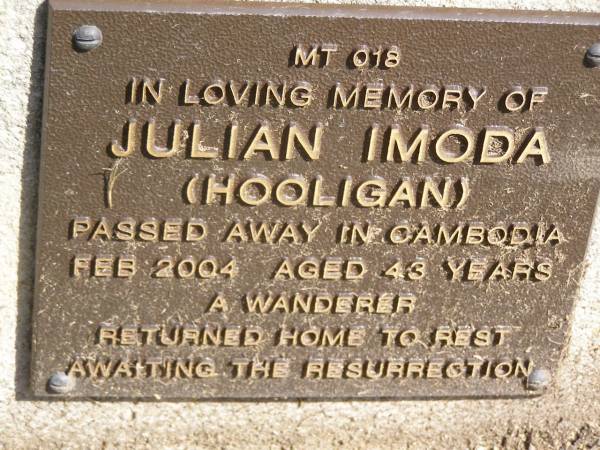 MT 018
IN LOVING MEMORY OF
JULIAN IMODA
(HOOLIGAN)
PASSED AWAY IN CAMBODIA
FEB 2004 AGED 43 YEARS
A WANDERER
RETURNED HOME TO REST
AWAITING THE RESURRECTION